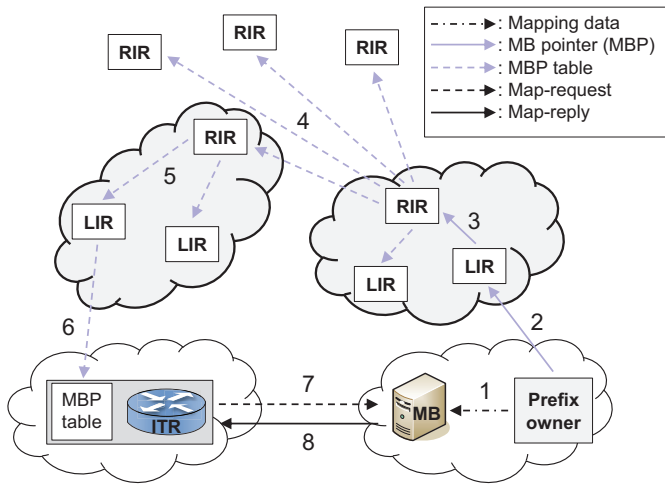 RIR
RIR
RIR
: Mapping data
: MB pointer (MBP)
: MBP table
: Map-request
: Map-reply
4
RIR
5
LIR
LIR
RIR
3
LIR
LIR
6
2
MBP
table
ITR
7
8
MB
1
Prefix
owner